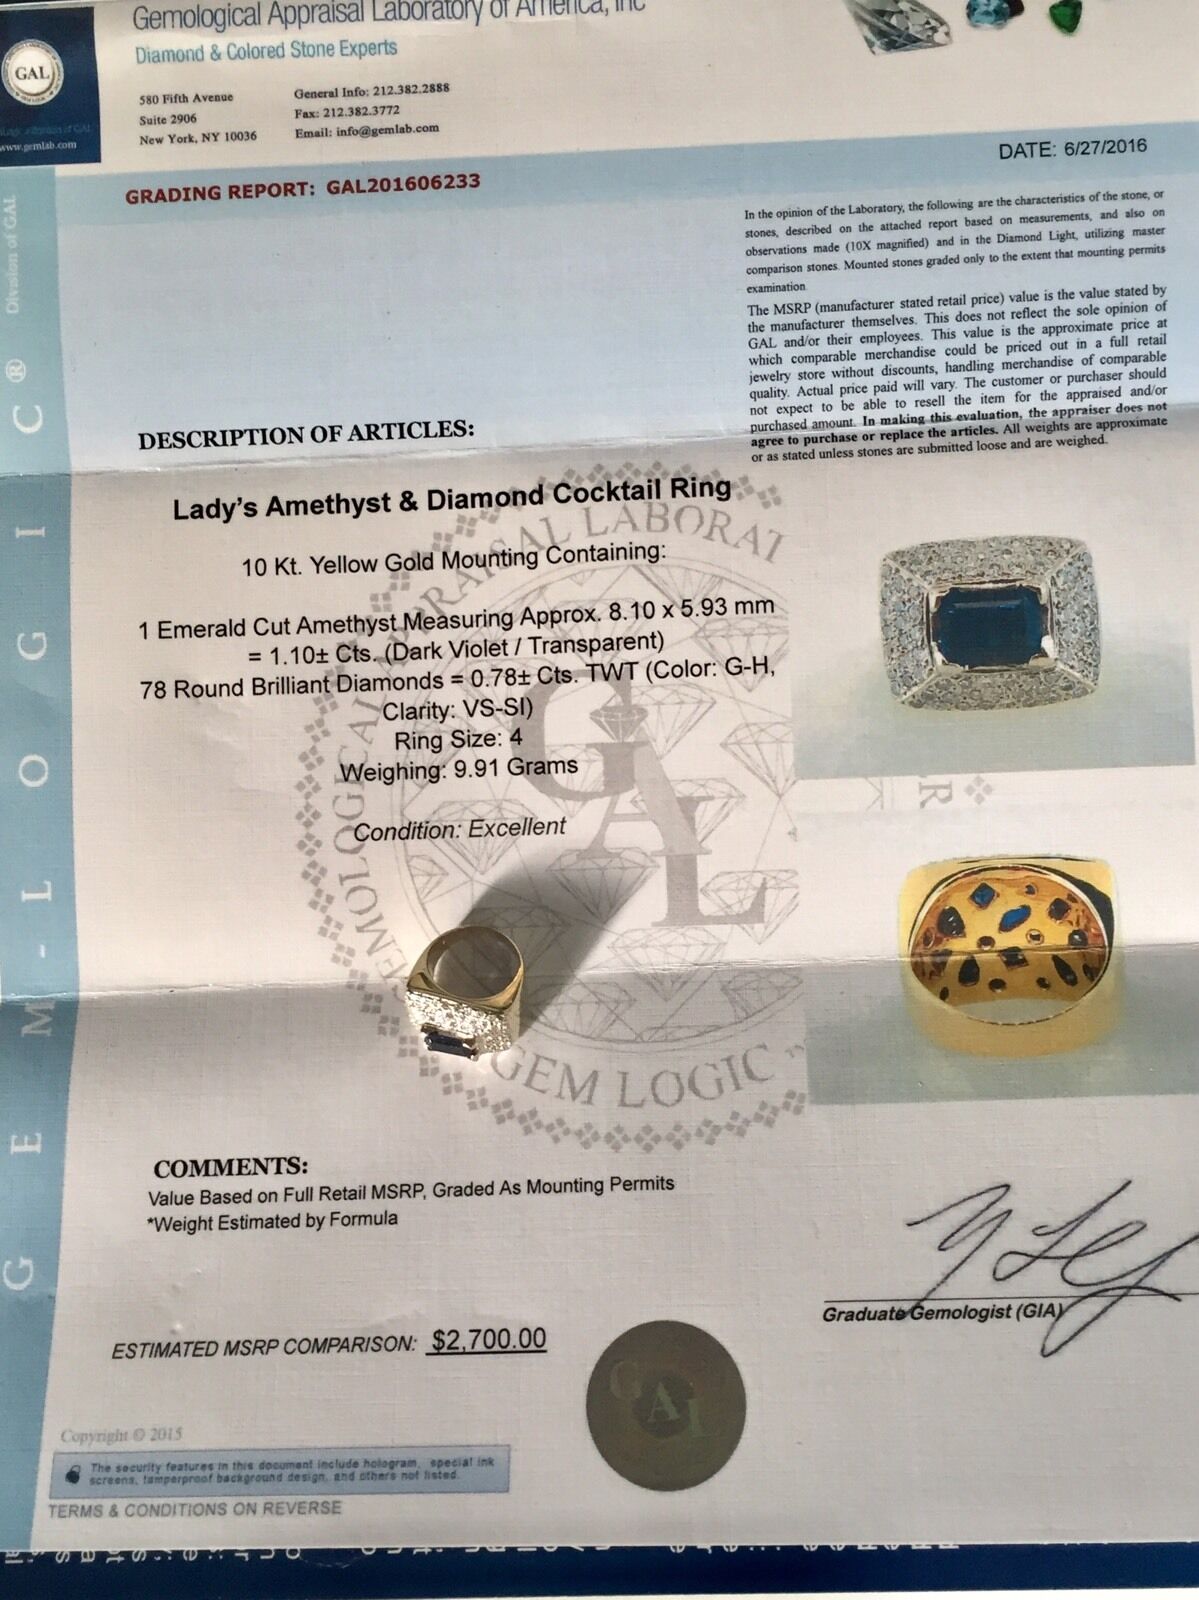 Gemological Appraisal Laboratory of America, Inc
Diamond & Colored Stone Experts
GAL
www.gemlab.com
580 Fifth Avenue
Suite 2906
New York, NY 10036
General Info: 212.382.2888
Fax: 212.382.3772
Email: info@gemlab.com
DATE: 6/27/2016
GRADING REPORT: GAL201606233
In the opinion of the Laboratory, the following are the characteristics of the stone, or
stones, described on the attached report based on measurements, and also on
observations made (10X magnified) and in the Diamond Light, utilizing master
comparison stones. Mounted stones graded only to the extent that mounting permits
examination.
The MSRP (manufacturer stated retail price) value is the value stated by
the manufacturer themselves. This does not reflect the sole opinion of
GAL and/or their employees. This value is the approximate price at
which comparable merchandise could be priced out in a full retail
jewelry store without discounts, handling merchandise of comparable
quality. Actual price paid will vary. The customer or purchaser should
not expect to be able to resell the item for the appraised and/or
purchased amount. In making this evaluation, the appraiser does not
agree to purchase or replace the articles. All weights are approximate
or as stated unless stones are submitted loose and are weighed.
DESCRIPTION OF ARTICLES:
Lady's Amethyst & Diamond Cocktail Ring
10 Kt. Yellow Gold Mounting Containing:
1 Emerald Cut Amethyst Measuring Approx. 8.10 x 5.93 mm
= 1.10± Cts. (Dark Violet / Transparent)
78 Round Brilliant Diamonds = 0.78± Cts. TWT (Color: G-H,
Clarity: VS-SI)
Ring Size: 4
Weighing: 9.91 Grams
Condition: Excellent
GEMOLOGICAL APPRAISAL LABORAT
R
GAL
GEM LOGIC
GEM-LOGIC® Division of GAL
COMMENTS:
Value Based on Full Retail MSRP, Graded As Mounting Permits
*Weight Estimated by Formula
Graduate Gemologist (GIA)
ESTIMATED MSRP COMPARISON: $2,700.00
GAL
Copyright © 2015
The security features in this document include hologram, special ink
screens, tamperproof background design, and others not listed.
TERMS & CONDITIONS ON REVERSE